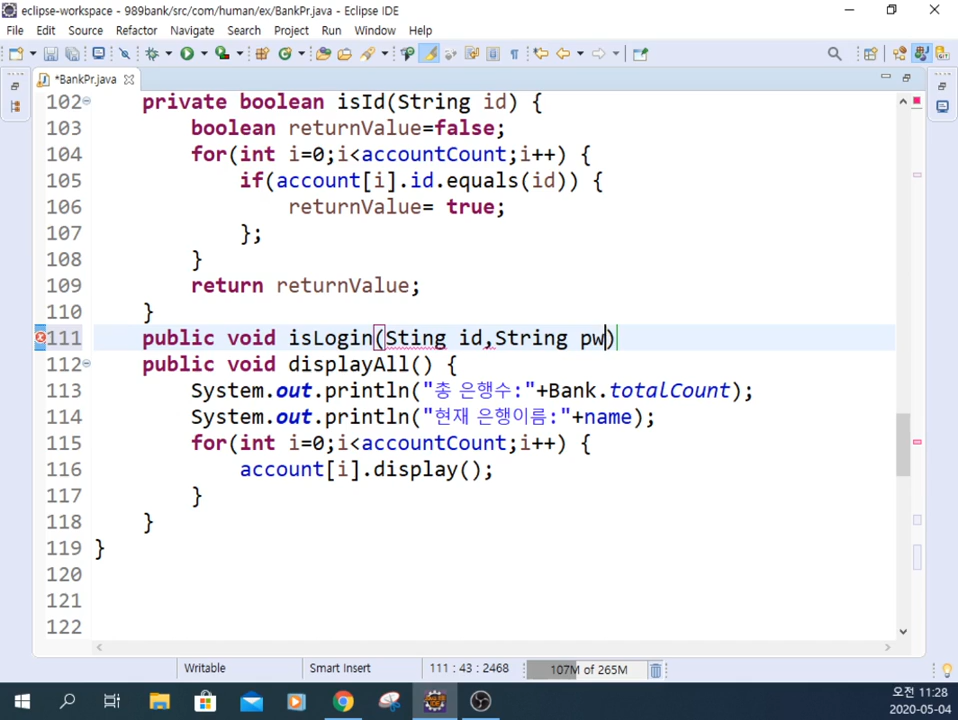 eclipse-workspace - 989bank/src/com/human/ex/BankPr.java - Eclipse IDE
File Edit Source Refactor Navigate Search Project Run Window Help
*BankPr.java
102 private boolean isId(String id) {
103 boolean returnValue=false;
104 for(int i=0;i<accountCount;i++) {
105 if(account[i].id.equals(id)) {
106 returnValue= true;
107 };
108 }
109 return returnValue;
110 }
111 public void isLogin(Sting id,String pw)
112 public void displayAll() {
113 System.out.println("총 은행수:"+Bank.totalCount);
114 System.out.println("현재 은행이름:"+name);
115 for(int i=0;i<accountCount;i++) {
116 account[i].display();
117 }
118 }
119 }
120
121
122
Writable Smart Insert 111 : 43 : 2468 107M of 265M
오전 11:28
2020-05-04